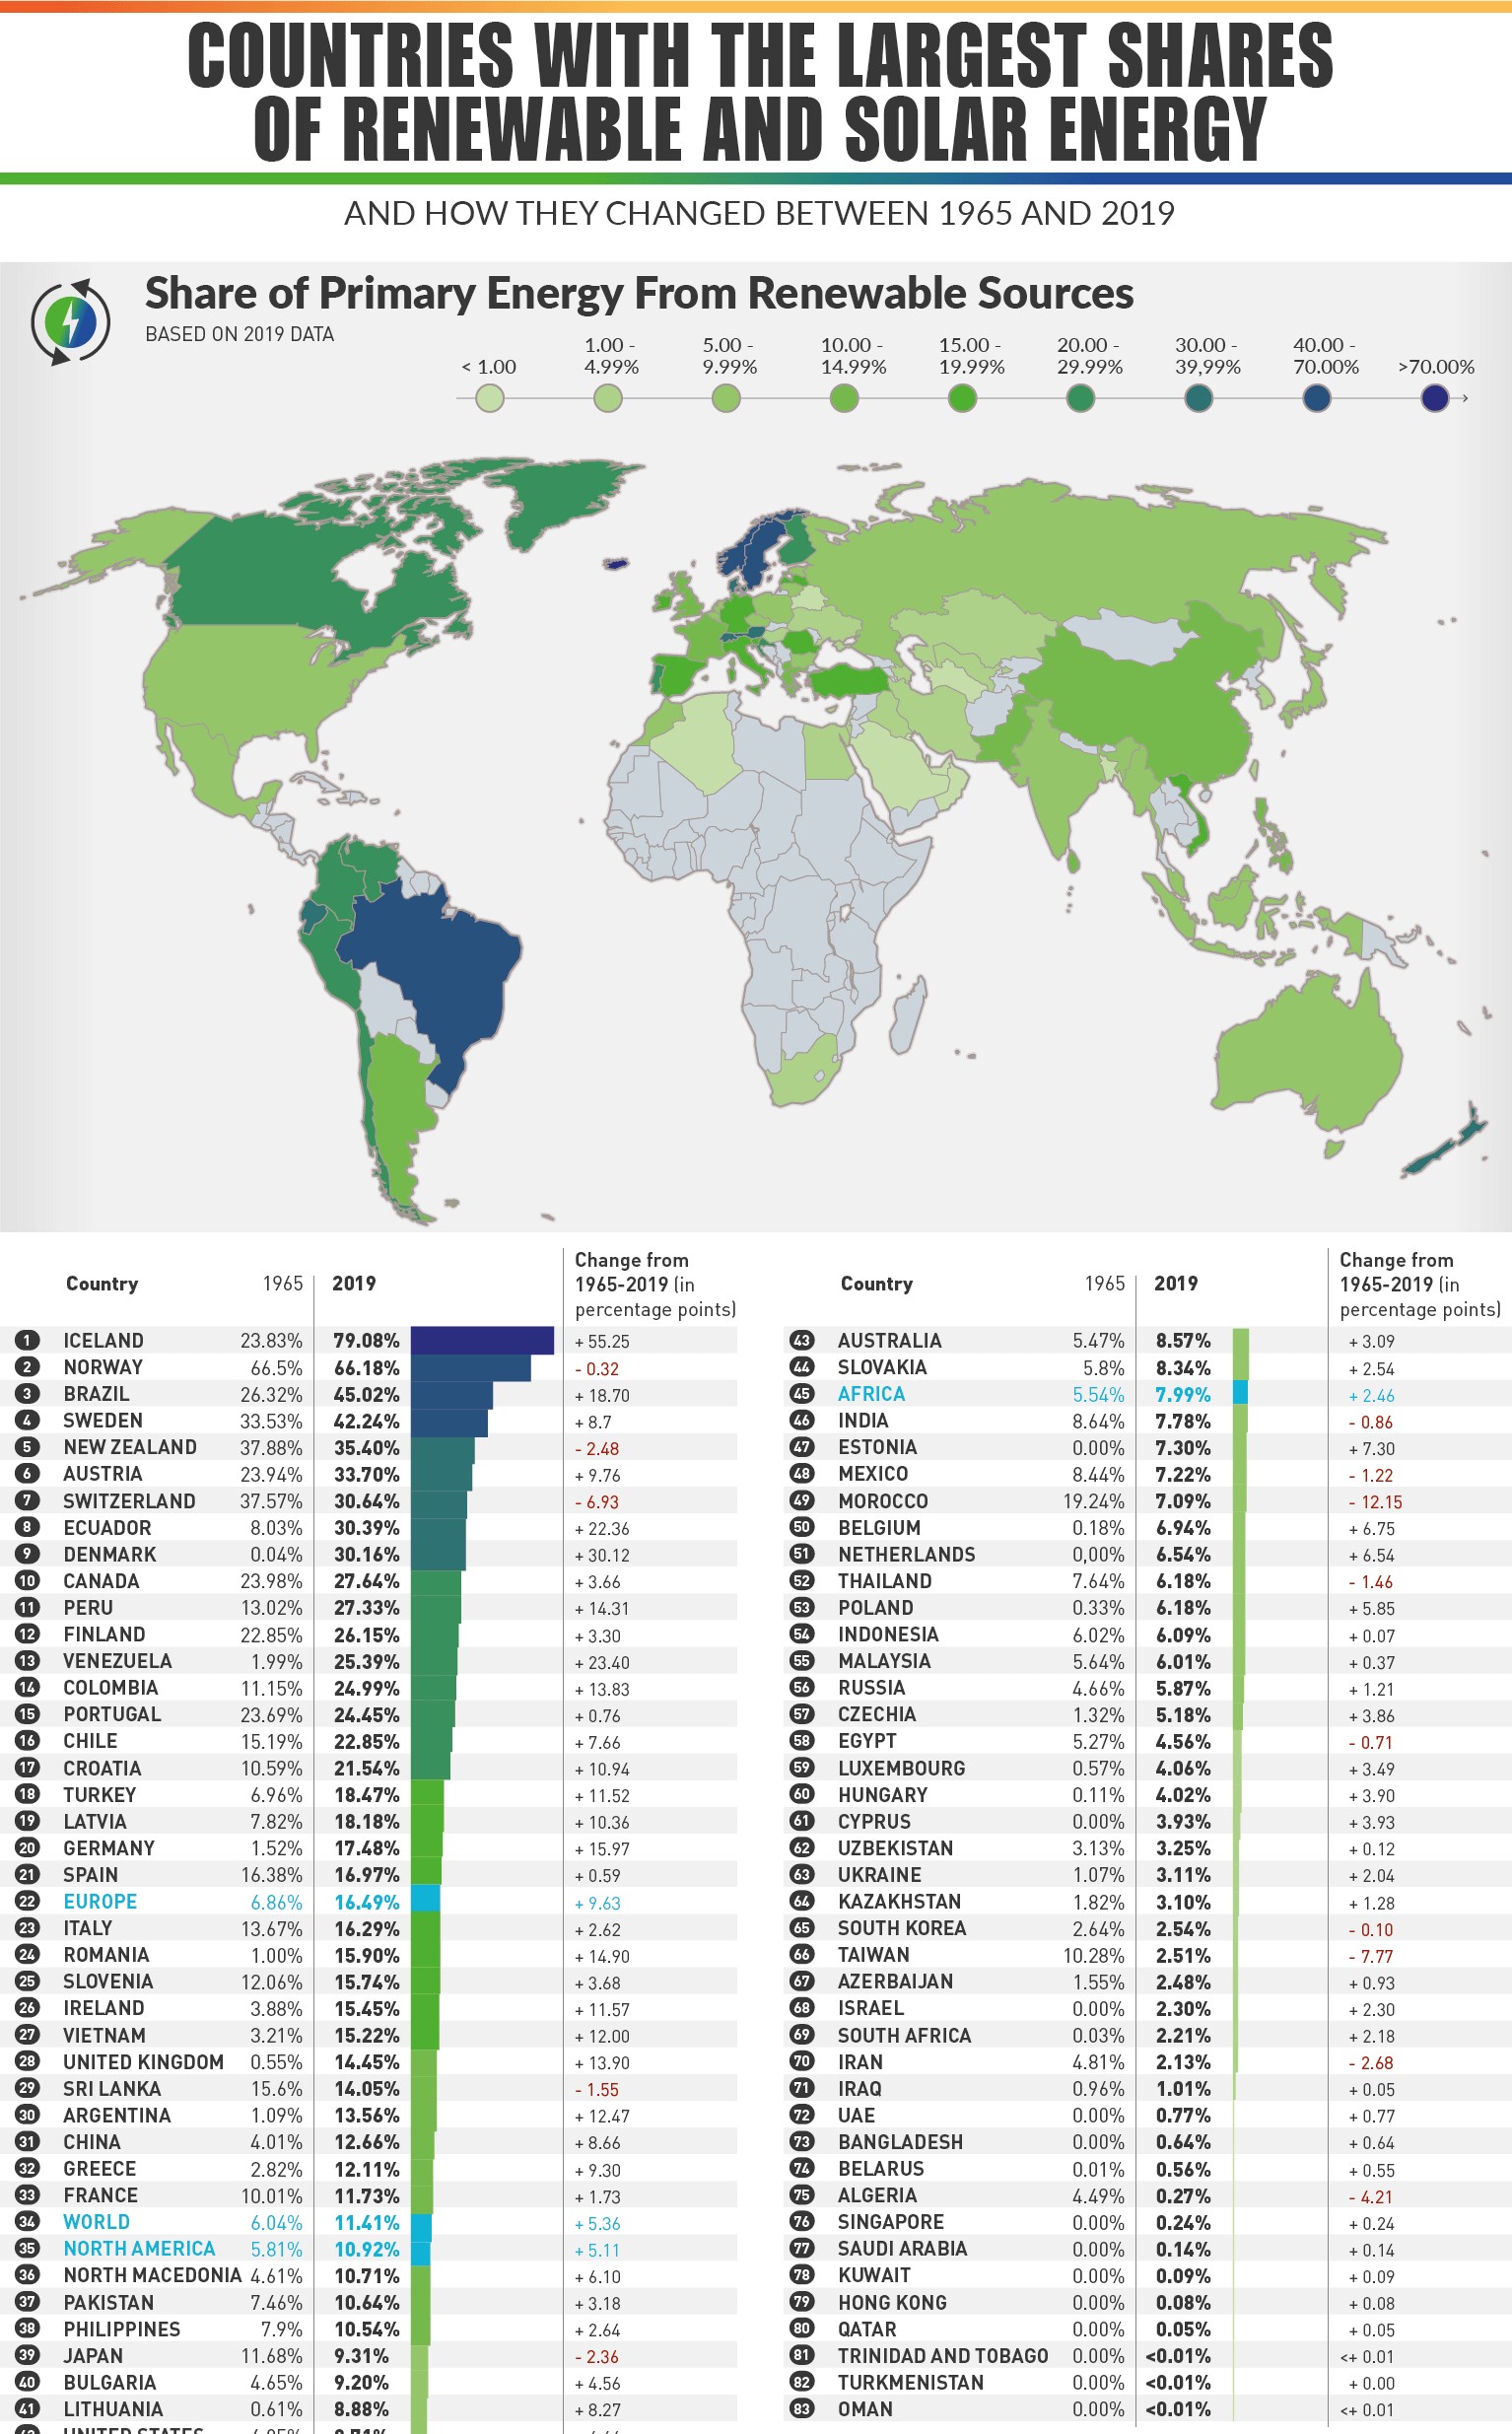 COUNTRIES WITH THE LARGEST SHARES
OF RENEWABLE AND SOLAR ENERGY
AND HOW THEY CHANGED BETWEEN 1965 AND 2019
Share of Primary Energy From Renewable Sources
BASED ON 2019 DATA
< 1.00
1.00 - 4.99%
5.00 - 9.99%
10.00 - 14.99%
15.00 - 19.99%
20.00 - 29.99%
30.00 - 39,99%
40.00 - 70.00%
>70.00%
Country 1965 2019 Change from 1965-2019 (in percentage points)
1 ICELAND 23.83% 79.08% + 55.25
2 NORWAY 66.5% 66.18% - 0.32
3 BRAZIL 26.32% 45.02% + 18.70
4 SWEDEN 33.53% 42.24% + 8.7
5 NEW ZEALAND 37.88% 35.40% - 2.48
6 AUSTRIA 23.94% 33.70% + 9.76
7 SWITZERLAND 37.57% 30.64% - 6.93
8 ECUADOR 8.03% 30.39% + 22.36
9 DENMARK 0.04% 30.16% + 30.12
10 CANADA 23.98% 27.64% + 3.66
11 PERU 13.02% 27.33% + 14.31
12 FINLAND 22.85% 26.15% + 3.30
13 VENEZUELA 1.99% 25.39% + 23.40
14 COLOMBIA 11.15% 24.99% + 13.83
15 PORTUGAL 23.69% 24.45% + 0.76
16 CHILE 15.19% 22.85% + 7.66
17 CROATIA 10.59% 21.54% + 10.94
18 TURKEY 6.96% 18.47% + 11.52
19 LATVIA 7.82% 18.18% + 10.36
20 GERMANY 1.52% 17.48% + 15.97
21 SPAIN 16.38% 16.97% + 0.59
22 EUROPE 6.86% 16.49% + 9.63
23 ITALY 13.67% 16.29% + 2.62
24 ROMANIA 1.00% 15.90% + 14.90
25 SLOVENIA 12.06% 15.74% + 3.68
26 IRELAND 3.88% 15.45% + 11.57
27 VIETNAM 3.21% 15.22% + 12.00
28 UNITED KINGDOM 0.55% 14.45% + 13.90
29 SRI LANKA 15.6% 14.05% - 1.55
30 ARGENTINA 1.09% 13.56% + 12.47
31 CHINA 4.01% 12.66% + 8.66
32 GREECE 2.82% 12.11% + 9.30
33 FRANCE 10.01% 11.73% + 1.73
34 WORLD 6.04% 11.41% + 5.36
35 NORTH AMERICA 5.81% 10.92% + 5.11
36 NORTH MACEDONIA 4.61% 10.71% + 6.10
37 PAKISTAN 7.46% 10.64% + 3.18
38 PHILIPPINES 7.9% 10.54% + 2.64
39 JAPAN 11.68% 9.31% - 2.36
40 BULGARIA 4.65% 9.20% + 4.56
41 LITHUANIA 0.61% 8.88% + 8.27
UNITED STATES
Country 1965 2019 Change from 1965-2019 (in percentage points)
43 AUSTRALIA 5.47% 8.57% + 3.09
44 SLOVAKIA 5.8% 8.34% + 2.54
45 AFRICA 5.54% 7.99% + 2.46
46 INDIA 8.64% 7.78% - 0.86
47 ESTONIA 0.00% 7.30% + 7.30
48 MEXICO 8.44% 7.22% - 1.22
49 MOROCCO 19.24% 7.09% - 12.15
50 BELGIUM 0.18% 6.94% + 6.75
51 NETHERLANDS 0,00% 6.54% + 6.54
52 THAILAND 7.64% 6.18% - 1.46
53 POLAND 0.33% 6.18% + 5.85
54 INDONESIA 6.02% 6.09% + 0.07
55 MALAYSIA 5.64% 6.01% + 0.37
56 RUSSIA 4.66% 5.87% + 1.21
57 CZECHIA 1.32% 5.18% + 3.86
58 EGYPT 5.27% 4.56% - 0.71
59 LUXEMBOURG 0.57% 4.06% + 3.49
60 HUNGARY 0.11% 4.02% + 3.90
61 CYPRUS 0.00% 3.93% + 3.93
62 UZBEKISTAN 3.13% 3.25% + 0.12
63 UKRAINE 1.07% 3.11% + 2.04
64 KAZAKHSTAN 1.82% 3.10% + 1.28
65 SOUTH KOREA 2.64% 2.54% - 0.10
66 TAIWAN 10.28% 2.51% - 7.77
67 AZERBAIJAN 1.55% 2.48% + 0.93
68 ISRAEL 0.00% 2.30% + 2.30
69 SOUTH AFRICA 0.03% 2.21% + 2.18
70 IRAN 4.81% 2.13% - 2.68
71 IRAQ 0.96% 1.01% + 0.05
72 UAE 0.00% 0.77% + 0.77
73 BANGLADESH 0.00% 0.64% + 0.64
74 BELARUS 0.01% 0.56% + 0.55
75 ALGERIA 4.49% 0.27% - 4.21
76 SINGAPORE 0.00% 0.24% + 0.24
77 SAUDI ARABIA 0.00% 0.14% + 0.14
78 KUWAIT 0.00% 0.09% + 0.09
79 HONG KONG 0.00% 0.08% + 0.08
80 QATAR 0.00% 0.05% + 0.05
81 TRINIDAD AND TOBAGO 0.00% <0.01% <+ 0.01
82 TURKMENISTAN 0.00% <0.01% + 0.00
83 OMAN 0.00% <0.01% <+ 0.01